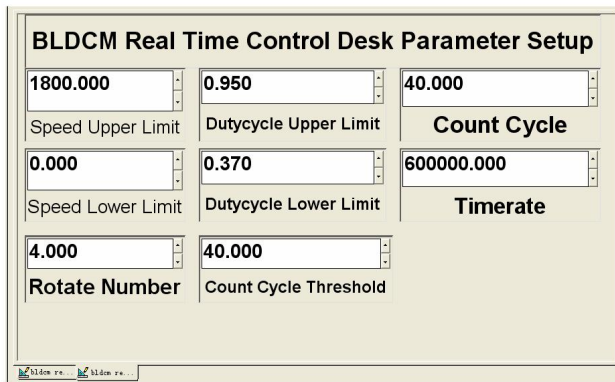 BLDCM Real Time Control Desk Parameter Setup
1800.000
0.950
40.000
Speed Upper Limit
Dutycycle Upper Limit
Count Cycle
0.000
0.370
600000.000
Speed Lower Limit
Dutycycle Lower Limit
Timerate
4.000
40.000
Rotate Number
Count Cycle Threshold
bldcm re...
bldcm re...